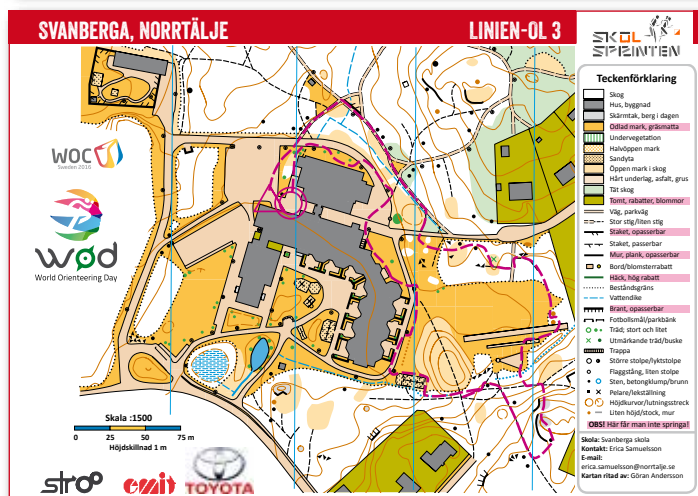 SVANBERGA, NORRTÄLJE
LINIEN-OL 3
SKOL
SPRINTEN
WOC
Sweden 2016
wod
World Orienteering Day
Skala :1500
0 25 50 75 m
Höjdskillnad 1 m
stroo
emit
TOYOTA
Teckenförklaring
Skog
Hus, byggnad
Skärmtak, berg i dagen
Odlad mark, gräsmatta
Undervegetation
Halvöppen mark
Sandyta
Öppen mark i skog
Hårt underlag, asfalt, grus
Tät skog
Tomt, rabatter, blommor
Väg, parkväg
Stor stig/liten stig
Staket, opasserbar
Staket, passerbar
Mur, plank, opasserbar
Bord/blomsterrabatt
Häck, hög rabatt
Beståndsgräns
Vattendike
Brant, opasserbar
Fotbollsmål/parkbänk
Träd; stort och litet
Utmärkande träd/buske
Trappa
Större stolpe/lyktstolpe
Flaggstång, liten stolpe
Sten, betongklump/brunn
Pelare/lekställning
Höjdkurvor/lutningsstreck
Liten höjd/stock, mur
OBS! Här får man inte springa!
Skola: Svanberga skola
Kontakt: Erica Samuelsson
E-mail:
erica.samuelsson@norrtalje.se
Kartan ritad av: Göran Andersson